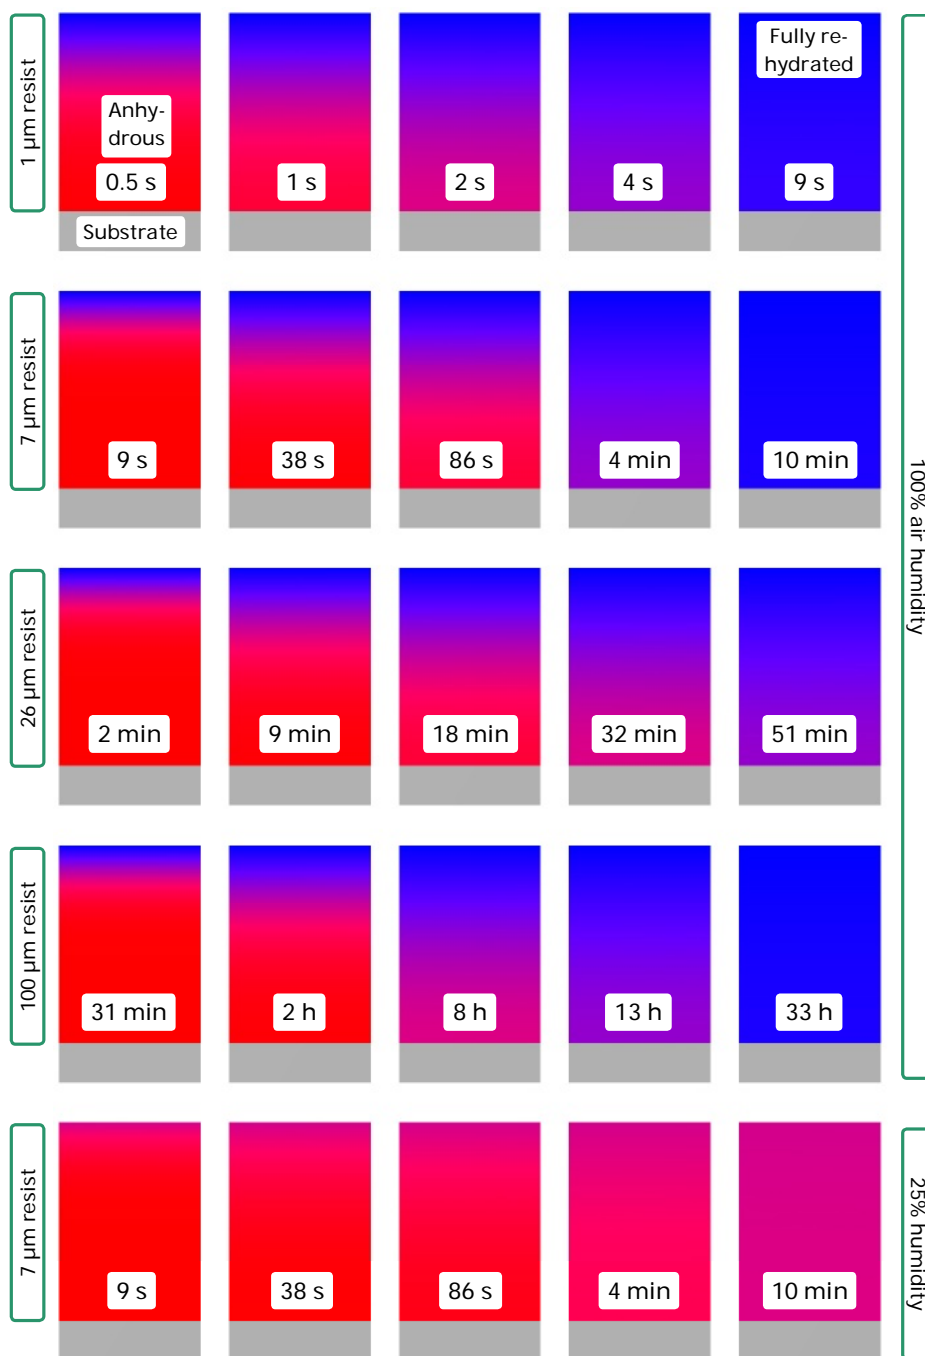 1 µm resist
Anhy-
drous
0.5 s
1 s
2 s
4 s
Fully re-
hydrated
9 s
Substrate
7 µm resist
9 s
38 s
86 s
4 min
10 min
100% air humidity
26 µm resist
2 min
9 min
18 min
32 min
51 min
100 µm resist
31 min
2 h
8 h
13 h
33 h
7 µm resist
9 s
38 s
86 s
4 min
10 min
25% humidity